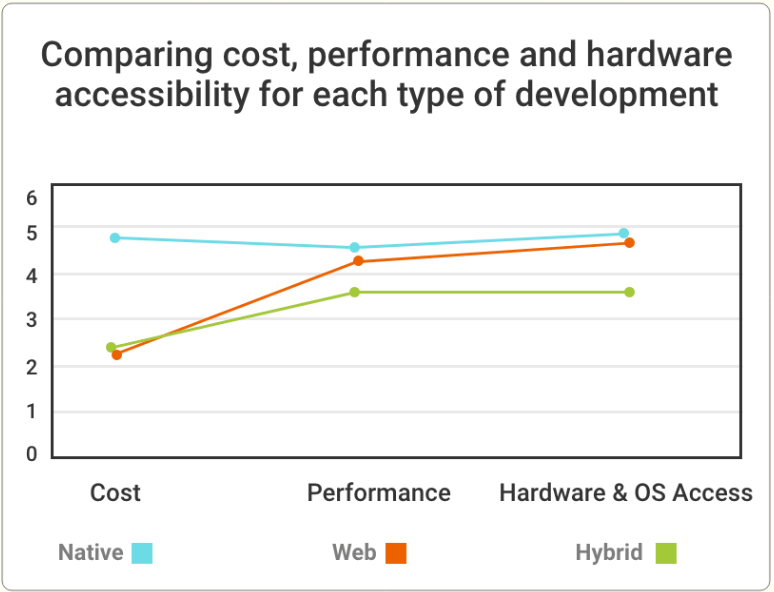 Comparing cost, performance and hardware
accessibility for each type of development
6
5
4
3
2
1
0
Cost Performance Hardware & OS Access
Native Web Hybrid